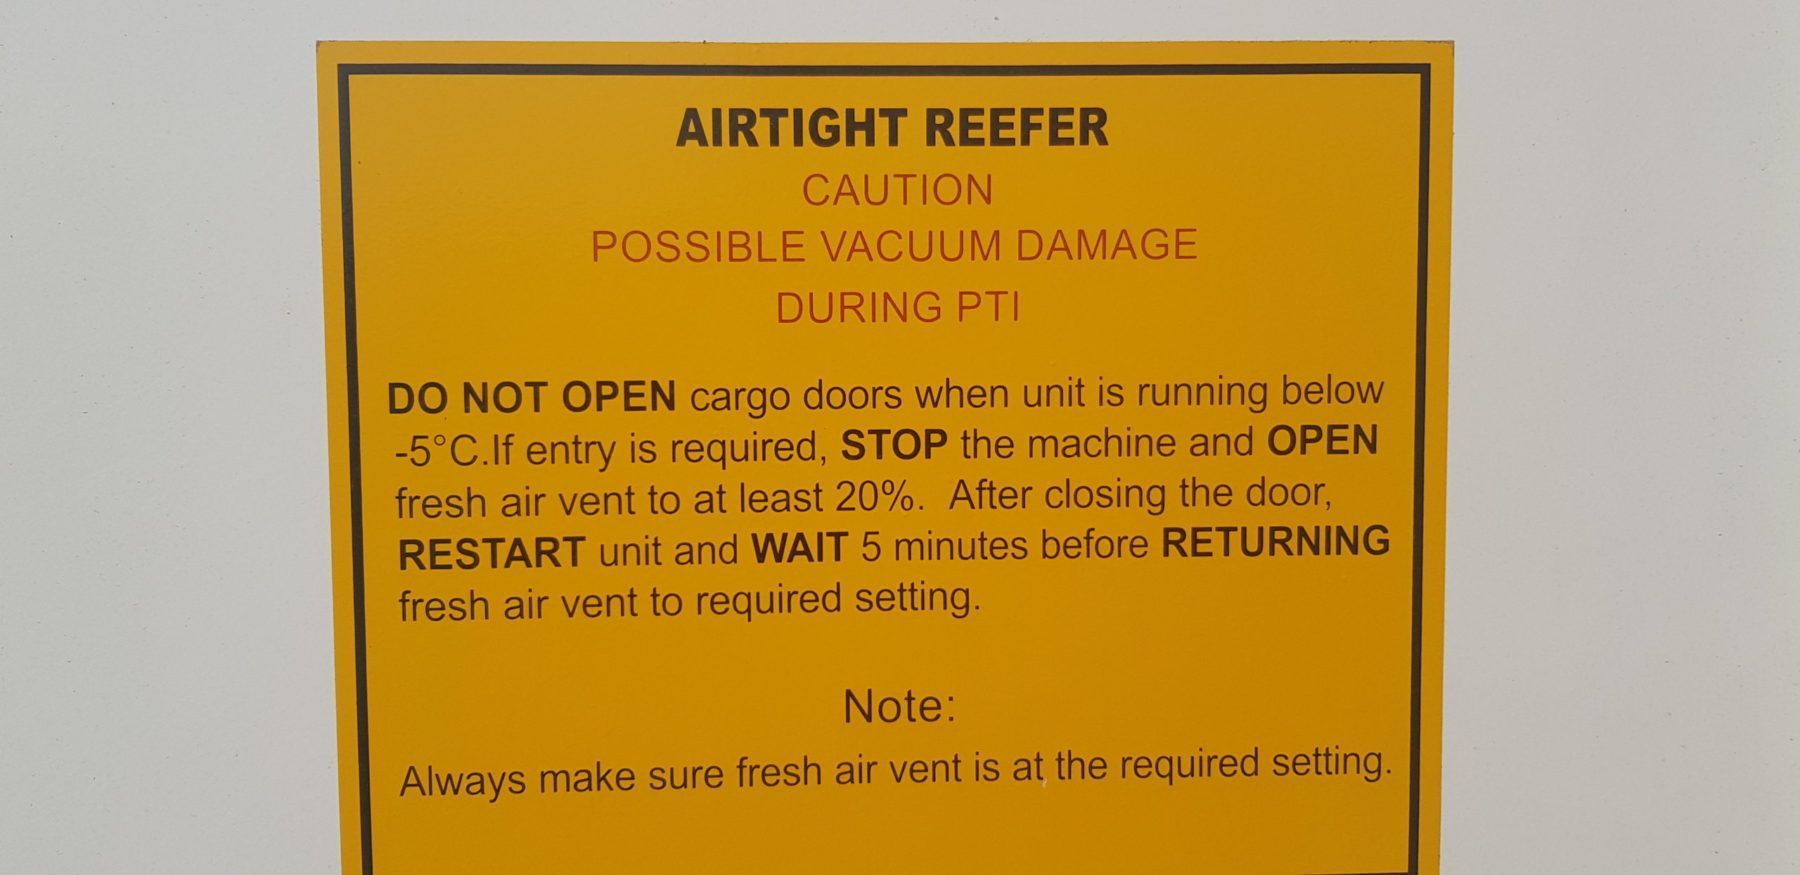 AIRTIGHT REEFER
CAUTION
POSSIBLE VACUUM DAMAGE
DURING PTI
DO NOT OPEN cargo doors when unit is running below
-5°C.If entry is required, STOP the machine and OPEN
fresh air vent to at least 20%. After closing the door,
RESTART unit and WAIT 5 minutes before RETURNING
fresh air vent to required setting.
Note:
Always make sure fresh air vent is at the required setting.